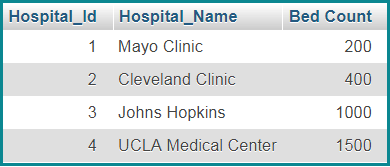 Hospital_Id Hospital_Name Bed Count
1 Mayo Clinic 200
2 Cleveland Clinic 400
3 Johns Hopkins 1000
4 UCLA Medical Center 1500